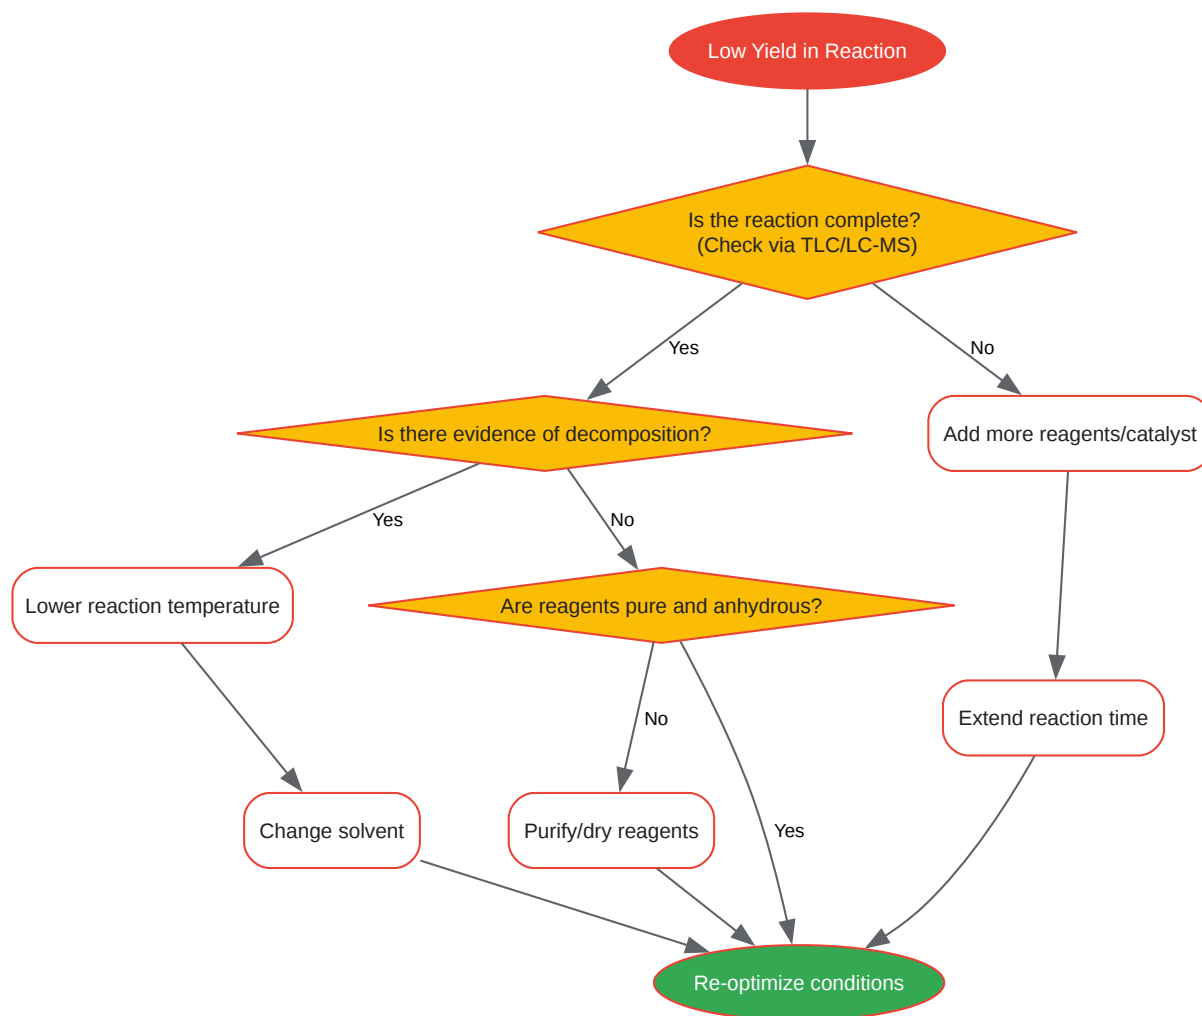 Low Yield in Reaction
Is the reaction complete?
(Check via TLC/LC-MS)
Yes
No
Is there evidence of decomposition?
Add more reagents/catalyst
Yes
No
Lower reaction temperature
Are reagents pure and anhydrous?
Extend reaction time
No
Change solvent
Purify/dry reagents
Yes
Re-optimize conditions